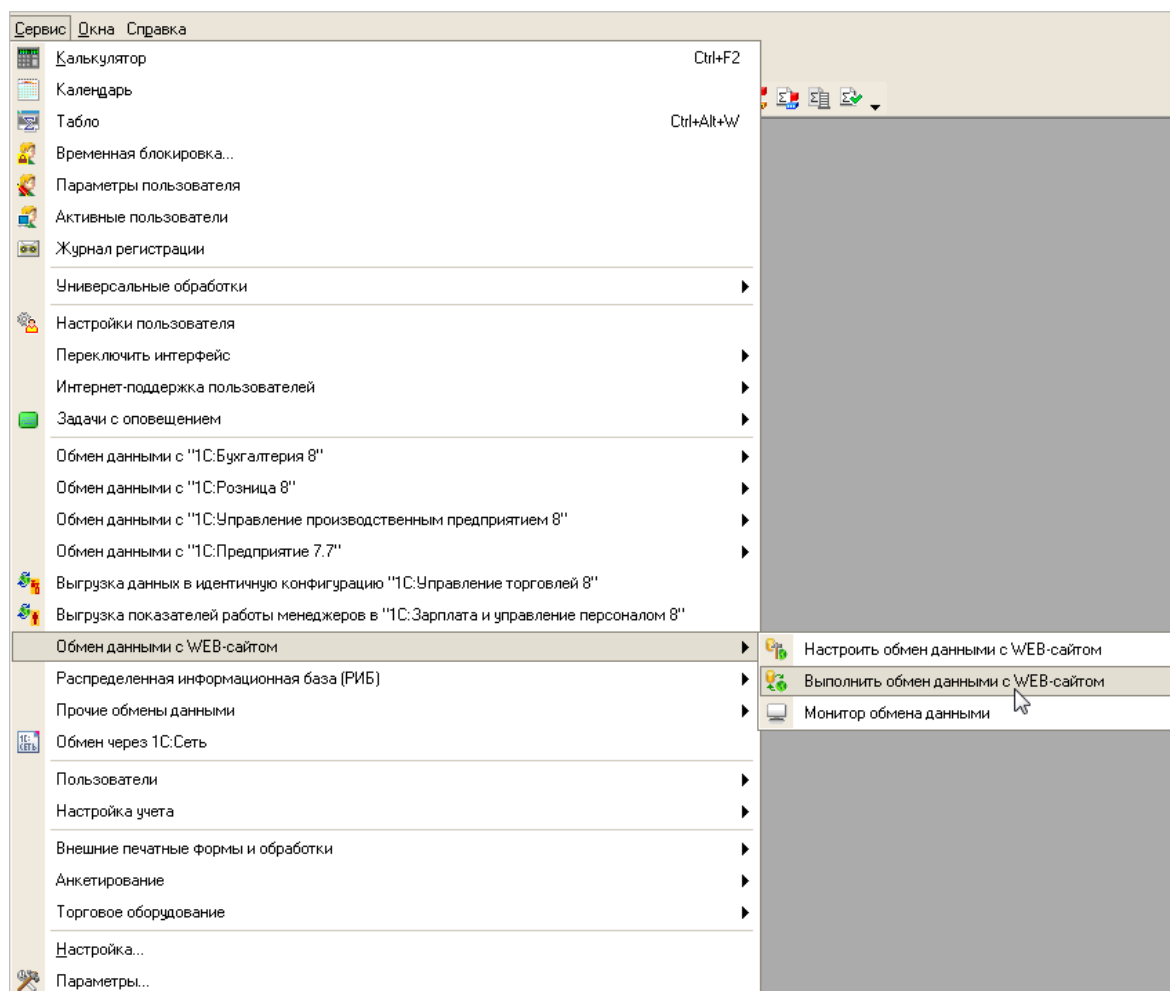 Сервис Окна Справка
Калькулятор Ctrl+F2
Календарь
Табло Ctrl+Alt+W
Временная блокировка...
Параметры пользователя
Активные пользователи
Журнал регистрации
Универсальные обработки
Настройки пользователя
Переключить интерфейс
Интернет-поддержка пользователей
Задачи с оповещением
Обмен данными с "1С:Бухгалтерия 8"
Обмен данными с "1С:Розница 8"
Обмен данными с "1С:Управление производственным предприятием 8"
Обмен данными с "1С:Предприятие 7.7"
Выгрузка данных в идентичную конфигурацию "1С:Управление торговлей 8"
Выгрузка показателей работы менеджеров в "1С:Зарплата и управление персоналом 8"
Обмен данными с WEB-сайтом
Настроить обмен данными с WEB-сайтом
Распределенная информационная база (РИБ)
Выполнить обмен данными с WEB-сайтом
Прочие обмены данными
Монитор обмена данными
1С: СЕТЬ Обмен через 1С:Сеть
Пользователи
Настройка учета
Внешние печатные формы и обработки
Анкетирование
Торговое оборудование
Настройка...
Параметры...